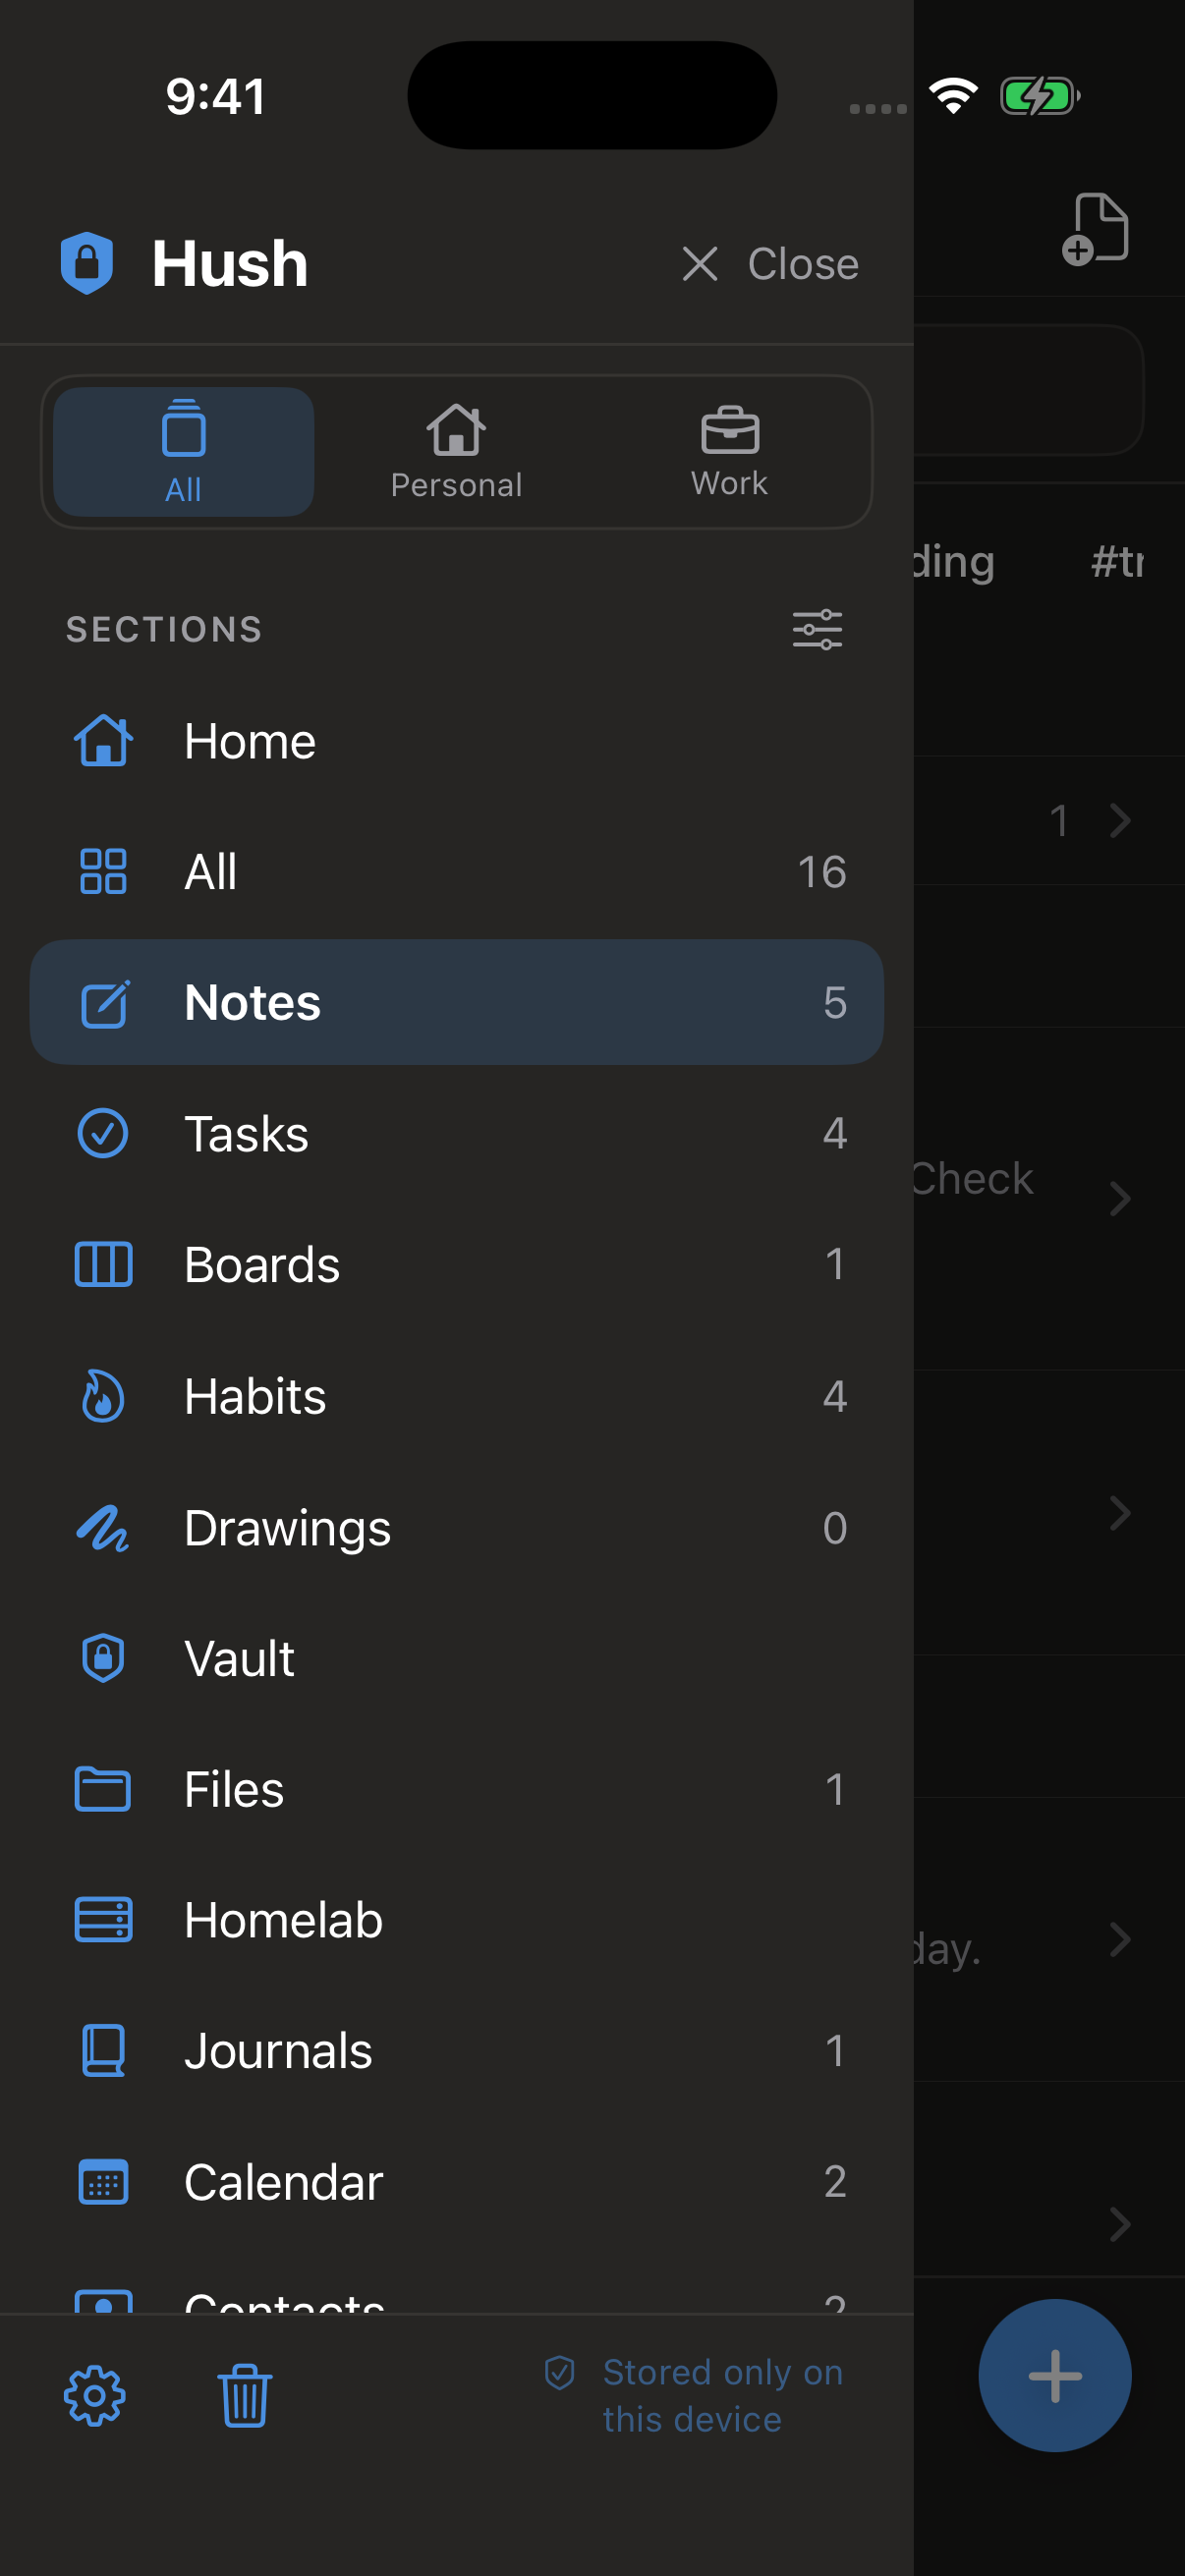 9:41
Hush
Close
All
Personal
Work
ding
#tr
SECTIONS
Home
1
All
16
Notes
5
Tasks
4
Check
Boards
1
Habits
4
Drawings
0
Vault
Files
1
Homelab
day.
Journals
1
Calendar
2
Contacts
2
Stored only on
this device